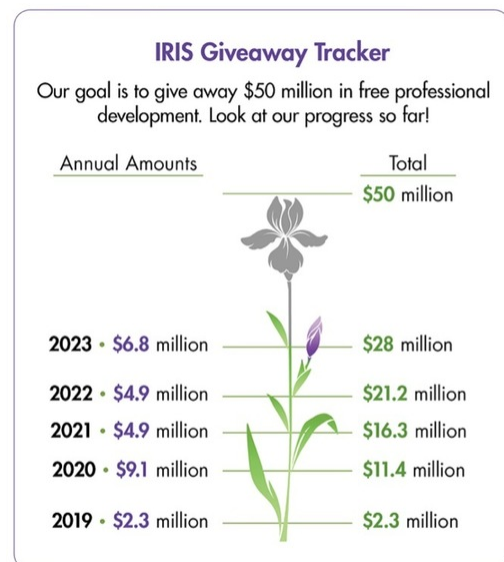 IRIS Giveaway Tracker
Our goal is to give away $50 million in free professional
development. Look at our progress so far!
Annual Amounts
Total
$50 million
2023 • $6.8 million
$28 million
2022 • $4.9 million
$21.2 million
2021 • $4.9 million
$16.3 million
2020 • $9.1 million
$11.4 million
2019 • $2.3 million
$2.3 million